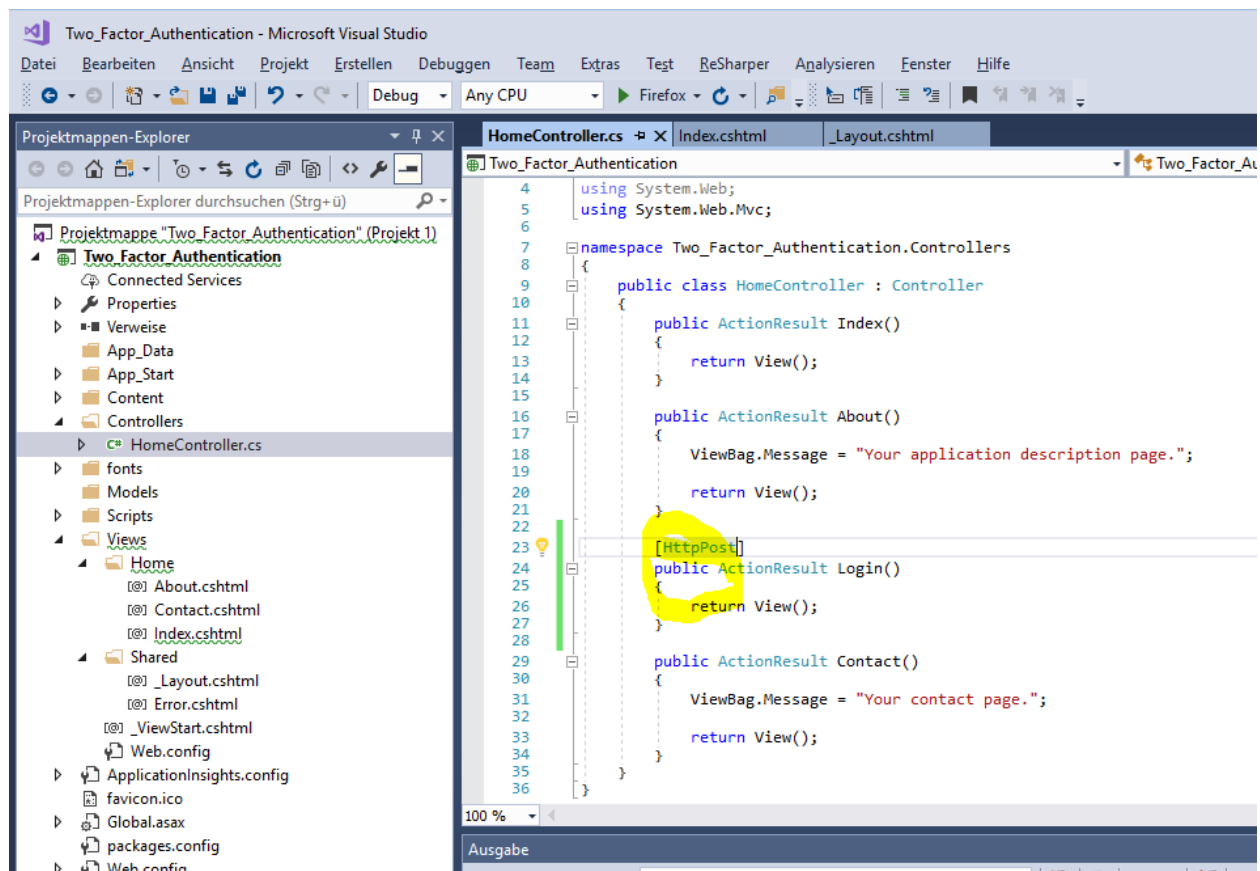 Two_Factor_Authentication - Microsoft Visual Studio
Datei Bearbeiten Ansicht Projekt Erstellen Debuggen Team Extras Test ReSharper Analysieren Fenster Hilfe
Debug Any CPU Firefox
Projektmappen-Explorer
Projektmappen-Explorer durchsuchen (Strg+ü)
Projektmappe "Two_Factor_Authentication" (Projekt 1)
Two_Factor_Authentication
Connected Services
Properties
Verweise
App_Data
App_Start
Content
Controllers
C# HomeController.cs
fonts
Models
Scripts
Views
Home
[@] About.cshtml
[@] Contact.cshtml
[@] Index.cshtml
Shared
[@] _Layout.cshtml
[@] Error.cshtml
[@] _ViewStart.cshtml
Web.config
ApplicationInsights.config
favicon.ico
Global.asax
packages.config
Web.config
HomeController.cs Index.cshtml _Layout.cshtml
Two_Factor_Authentication Two_Factor_Au
4 using System.Web;
5 using System.Web.Mvc;
6
7 namespace Two_Factor_Authentication.Controllers
8 {
9 public class HomeController : Controller
10 {
11 public ActionResult Index()
12 {
13 return View();
14 }
15
16 public ActionResult About()
17 {
18 ViewBag.Message = "Your application description page.";
19
20 return View();
21 }
22
23 [HttpPost]
24 public ActionResult Login()
25 {
26 return View();
27 }
28
29 public ActionResult Contact()
30 {
31 ViewBag.Message = "Your contact page.";
32
33 return View();
34 }
35 }
36 }
100 %
Ausgabe